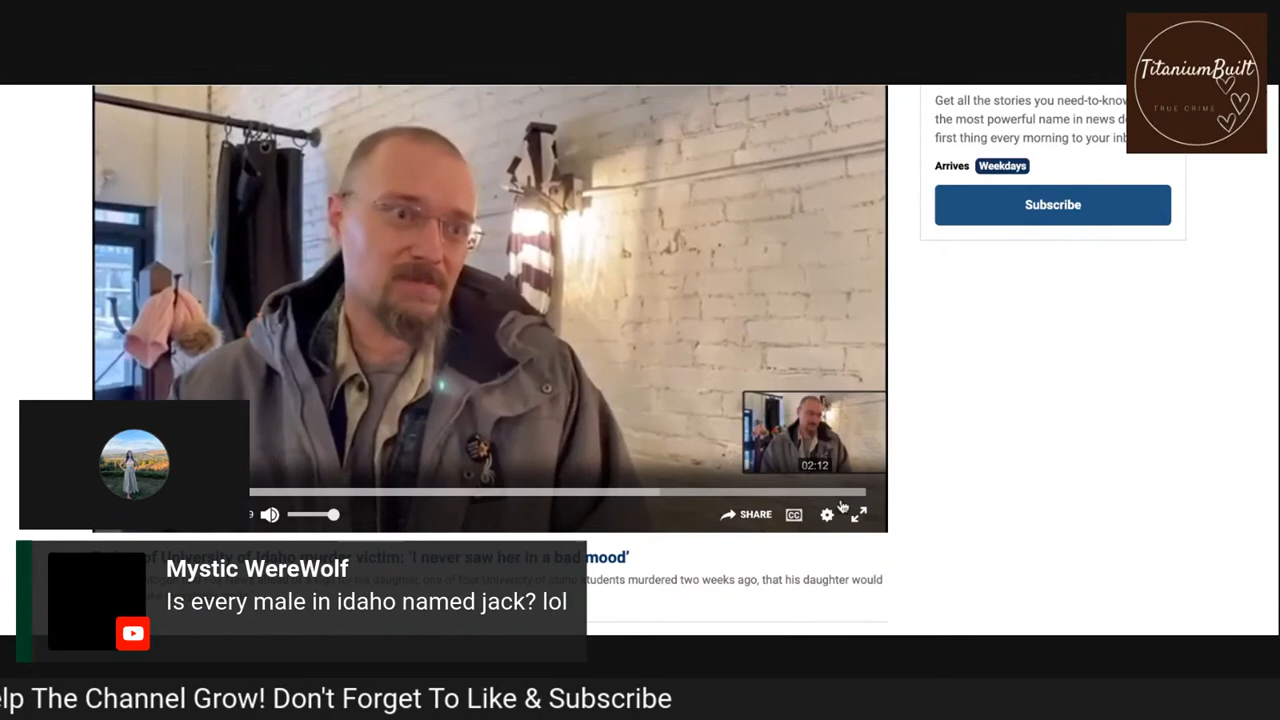 TitaniumBuilt
TRUE CRIME
Get all the stories you need-to-know
the most powerful name in news
first thing every morning to your
Arrives Weekdays
Subscribe
02:12
SHARE
CC
of University of Idaho murder victim: 'I never saw her in a bad mood'
daughter, one of four University of Idaho students murdered two weeks ago, that his daughter would
Mystic WereWolf
Is every male in idaho named jack? lol
The Channel Grow! Don't Forget To Like & Subscribe